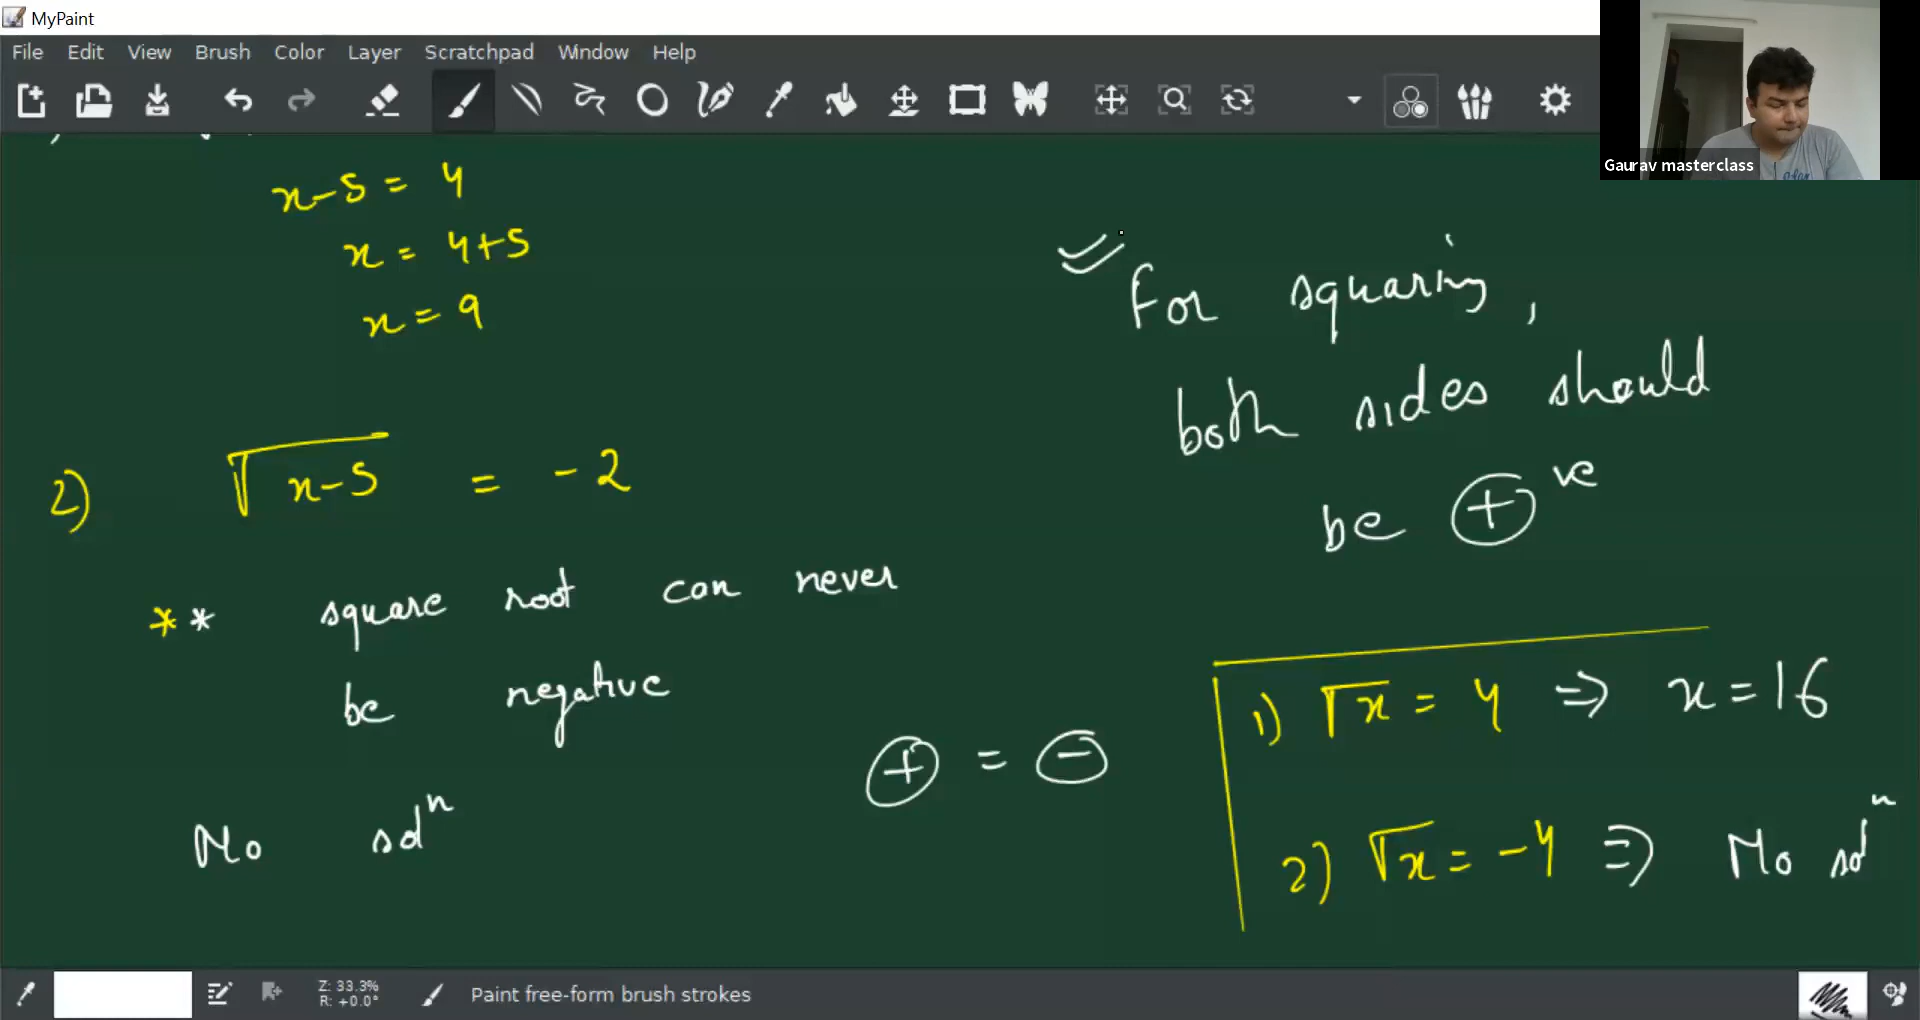 MyPaint
File Edit View Brush Color Layer Scratchpad Window Help
Gaurav masterclass
x-5 = 4
x = 4+5
x = 9
2) √x-5 = -2
** square root can never
be negative
No solⁿ
⊕ = ⊖
For squaring,
both sides should
be ⊕ve
1) √x = 4 ⇒ x = 16
2) √x = -4 ⇒ No solⁿ
Z: 33.3%
R: +0.0°
Paint free-form brush strokes